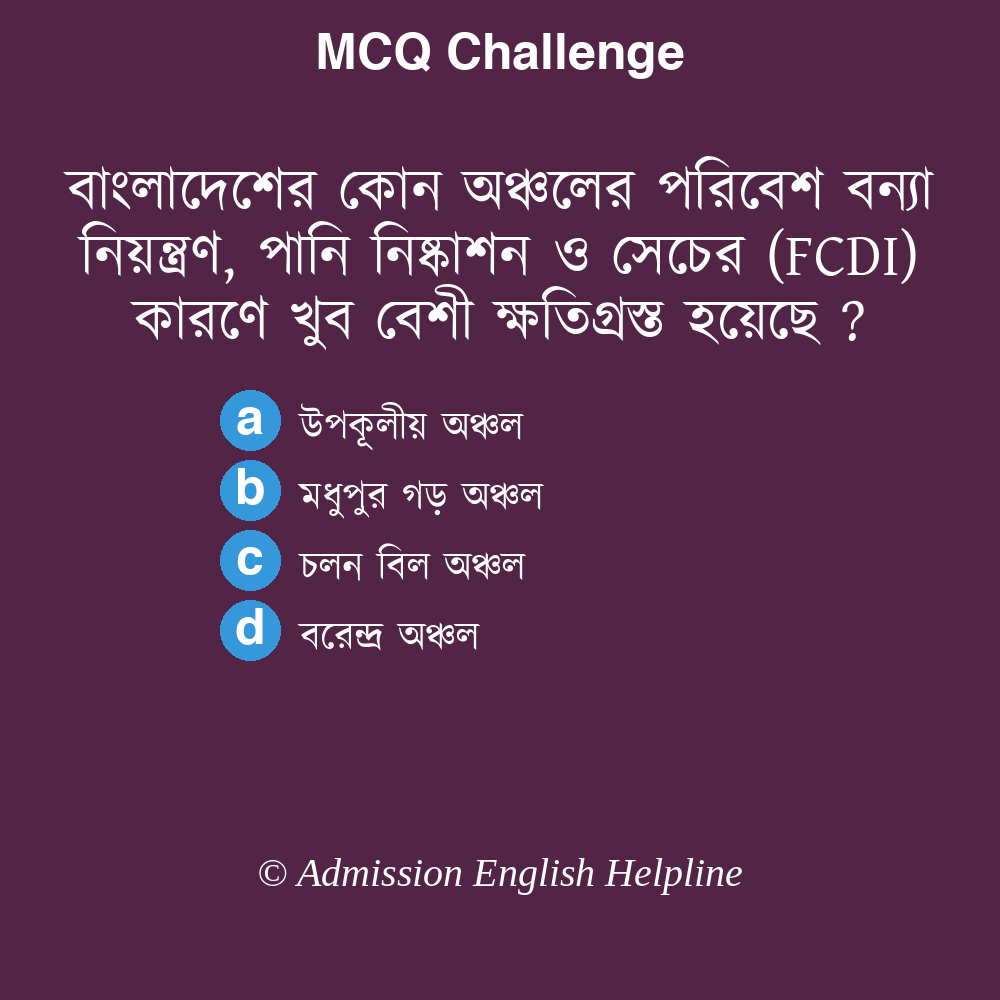 MCQ Challenge
বাংলাদেশের কোন অঞ্চলের পরিবেশ বন্যা
নিয়ন্ত্রণ, পানি নিষ্কাশন ও সেচের (FCDI)
কারণে খুব বেশী ক্ষতিগ্রস্ত হয়েছে ?
a উপকূলীয় অঞ্চল
b মধুপুর গড় অঞ্চল
c চলন বিল অঞ্চল
d বরেন্দ্র অঞ্চল
© Admission English Helpline